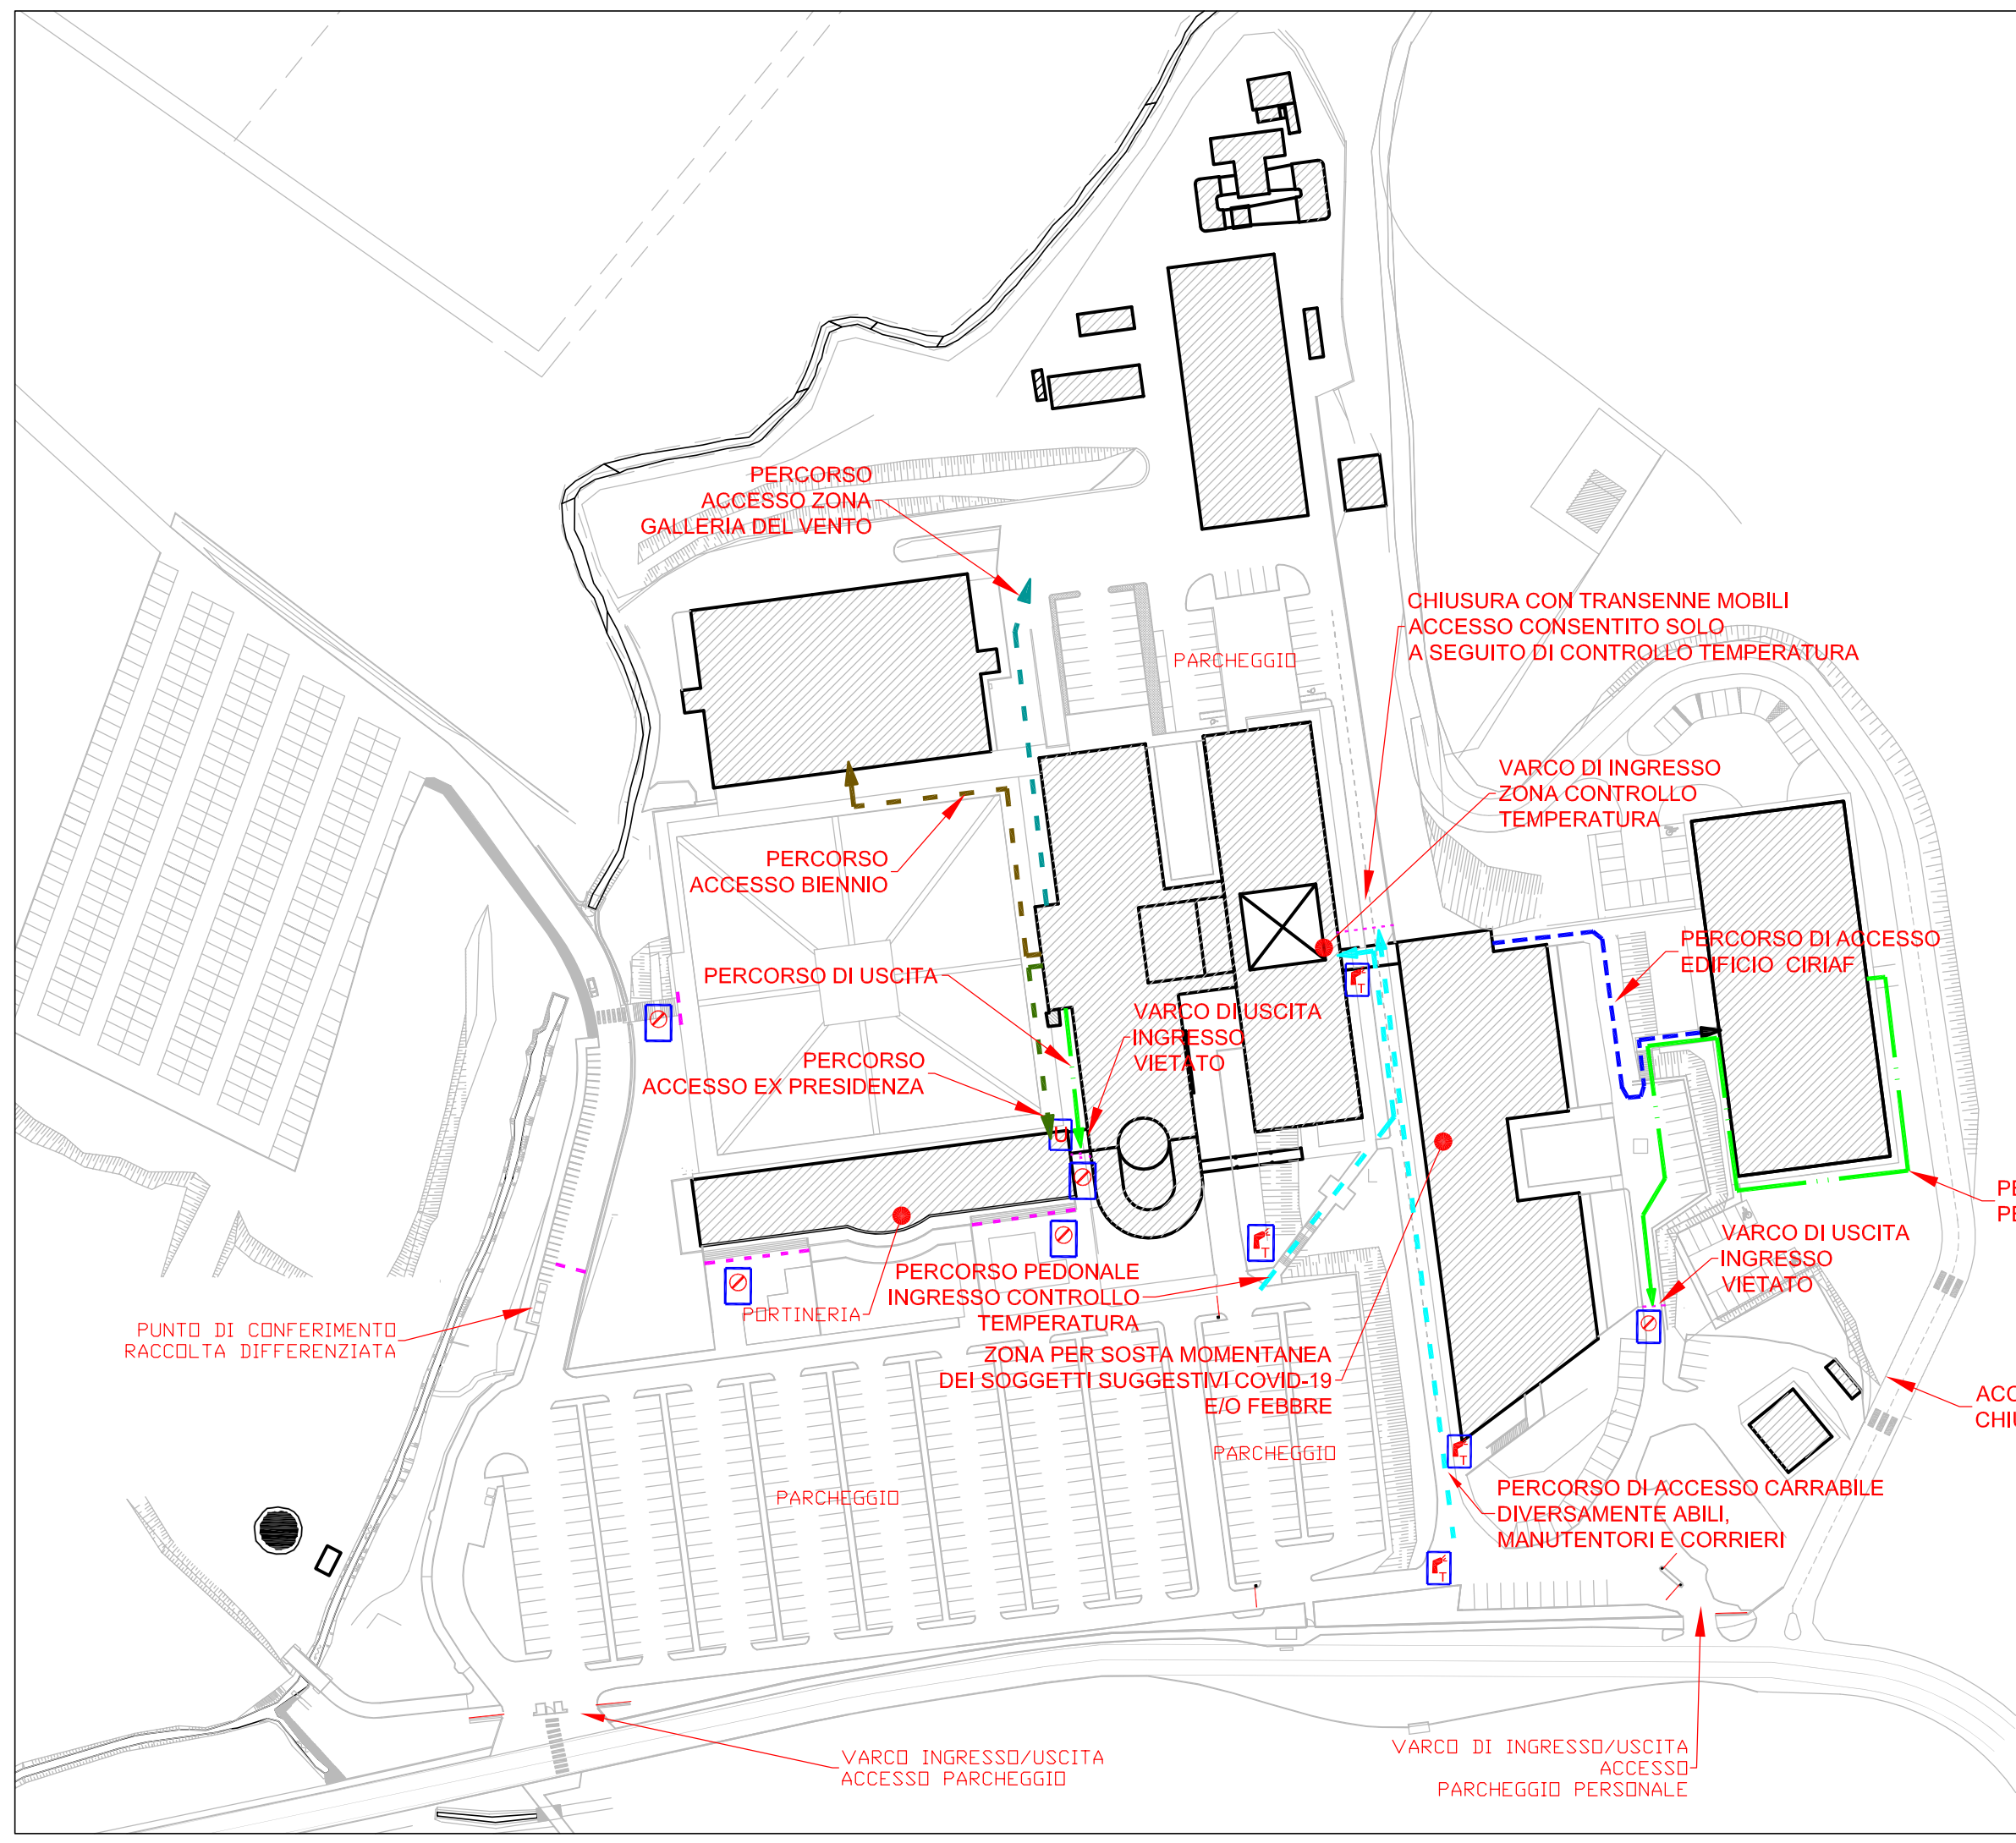 PERCORSO
ACCESSO ZONA
GALLERIA DEL VENTO
CHIUSURA CON TRANSENNE MOBILI
ACCESSO CONSENTITO SOLO
A SEGUITO DI CONTROLLO TEMPERATURA
PARCHEGGIO
VARCO DI INGRESSO
ZONA CONTROLLO
TEMPERATURA
PERCORSO
ACCESSO BIENNIO
PERCORSO DI ACCESSO
EDIFICIO CIRIAF
PERCORSO DI USCITA
T
VARCO DI USCITA
INGRESSO
VIETATO
PERCORSO
ACCESSO EX PRESIDENZA
U
VARCO DI USCITA
INGRESSO
VIETATO
T
PERCORSO PEDONALE
INGRESSO CONTROLLO
TEMPERATURA
PORTINERIA
PUNTO DI CONFERIMENTO
RACCOLTA DIFFERENZIATA
ZONA PER SOSTA MOMENTANEA
DEI SOGGETTI SUGGESTIVI COVID-19
E/O FEBBRE
PARCHEGGIO
T
PARCHEGGIO
PERCORSO DI ACCESSO CARRABILE
DIVERSAMENTE ABILI,
MANUTENTORI E CORRIERI
T
VARCO INGRESSO/USCITA
ACCESSO PARCHEGGIO
VARCO DI INGRESSO/USCITA
ACCESSO
PARCHEGGIO PERSONALE